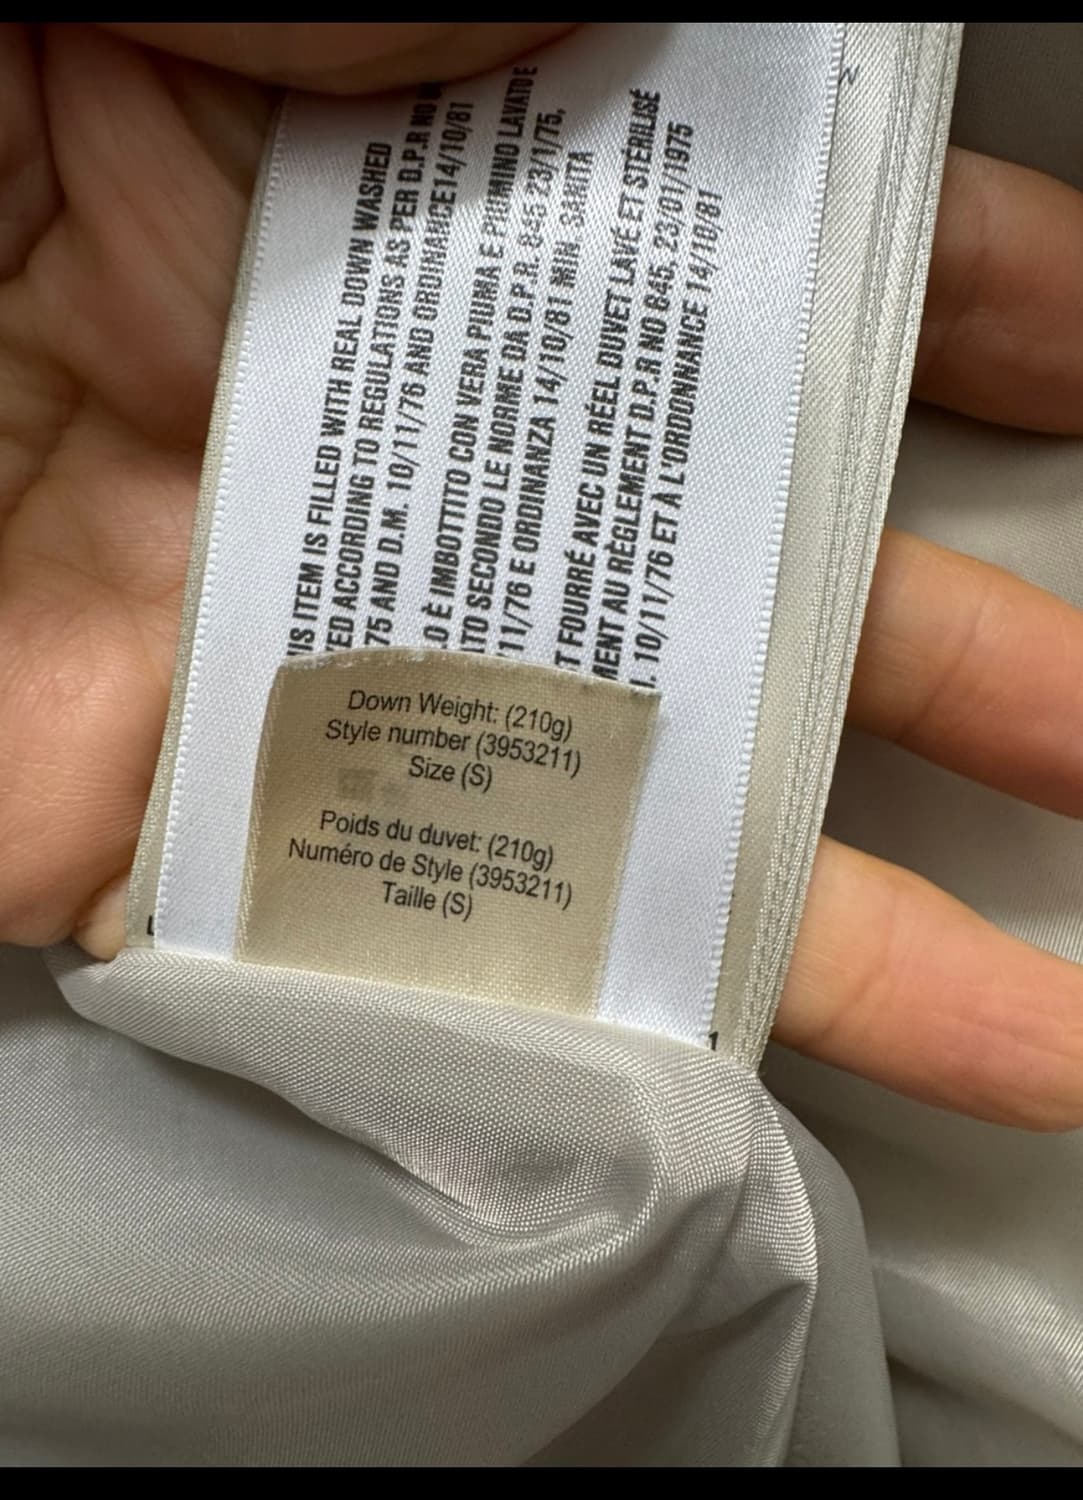 IS ITEM IS FILLED WITH REAL DOWN WASHED
ED ACCORDING TO REGULATIONS AS PER D.P.R NO
75 AND D.M. 10/11/76 AND ORDINANCE14/10/81
LO È IMBOTTITO CON VERA PIUMA E PIUMINO LAVATO E
TO SECONDO LE NORME DA D.P.R. 845 23/1/75,
11/76 E ORDINANZA 14/10/81 MIN. SANITA
T FOURRÉ AVEC UN RÉEL DUVET LAVÉ ET STÉRILISÉ
MENT AU RÈGLEMENT D.P.R NO 845, 23/01/1975
. 10/11/76 ET À L'ORDONNANCE 14/10/81
Down Weight: (210g)
Style number (3953211)
Size (S)
Poids du duvet: (210g)
Numéro de Style (3953211)
Taille (S)